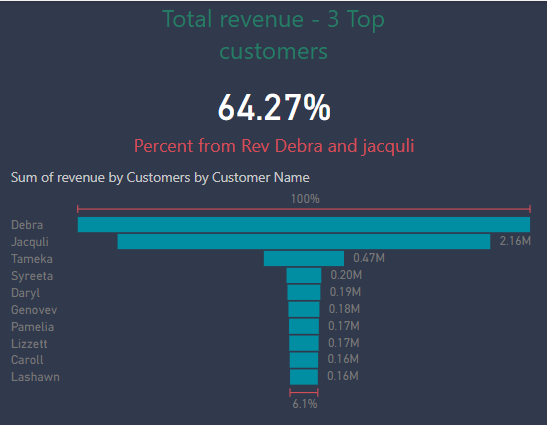 Total revenue - 3 Top
customers
64.27%
Percent from Rev Debra and jacquli
Sum of revenue by Customers by Customer Name
100%
Debra
Jacquli 2.16M
Tameka 0.47M
Syreeta 0.20M
Daryl 0.19M
Genovev 0.18M
Pamelia 0.17M
Lizzett 0.17M
Caroll 0.16M
Lashawn 0.16M
6.1%